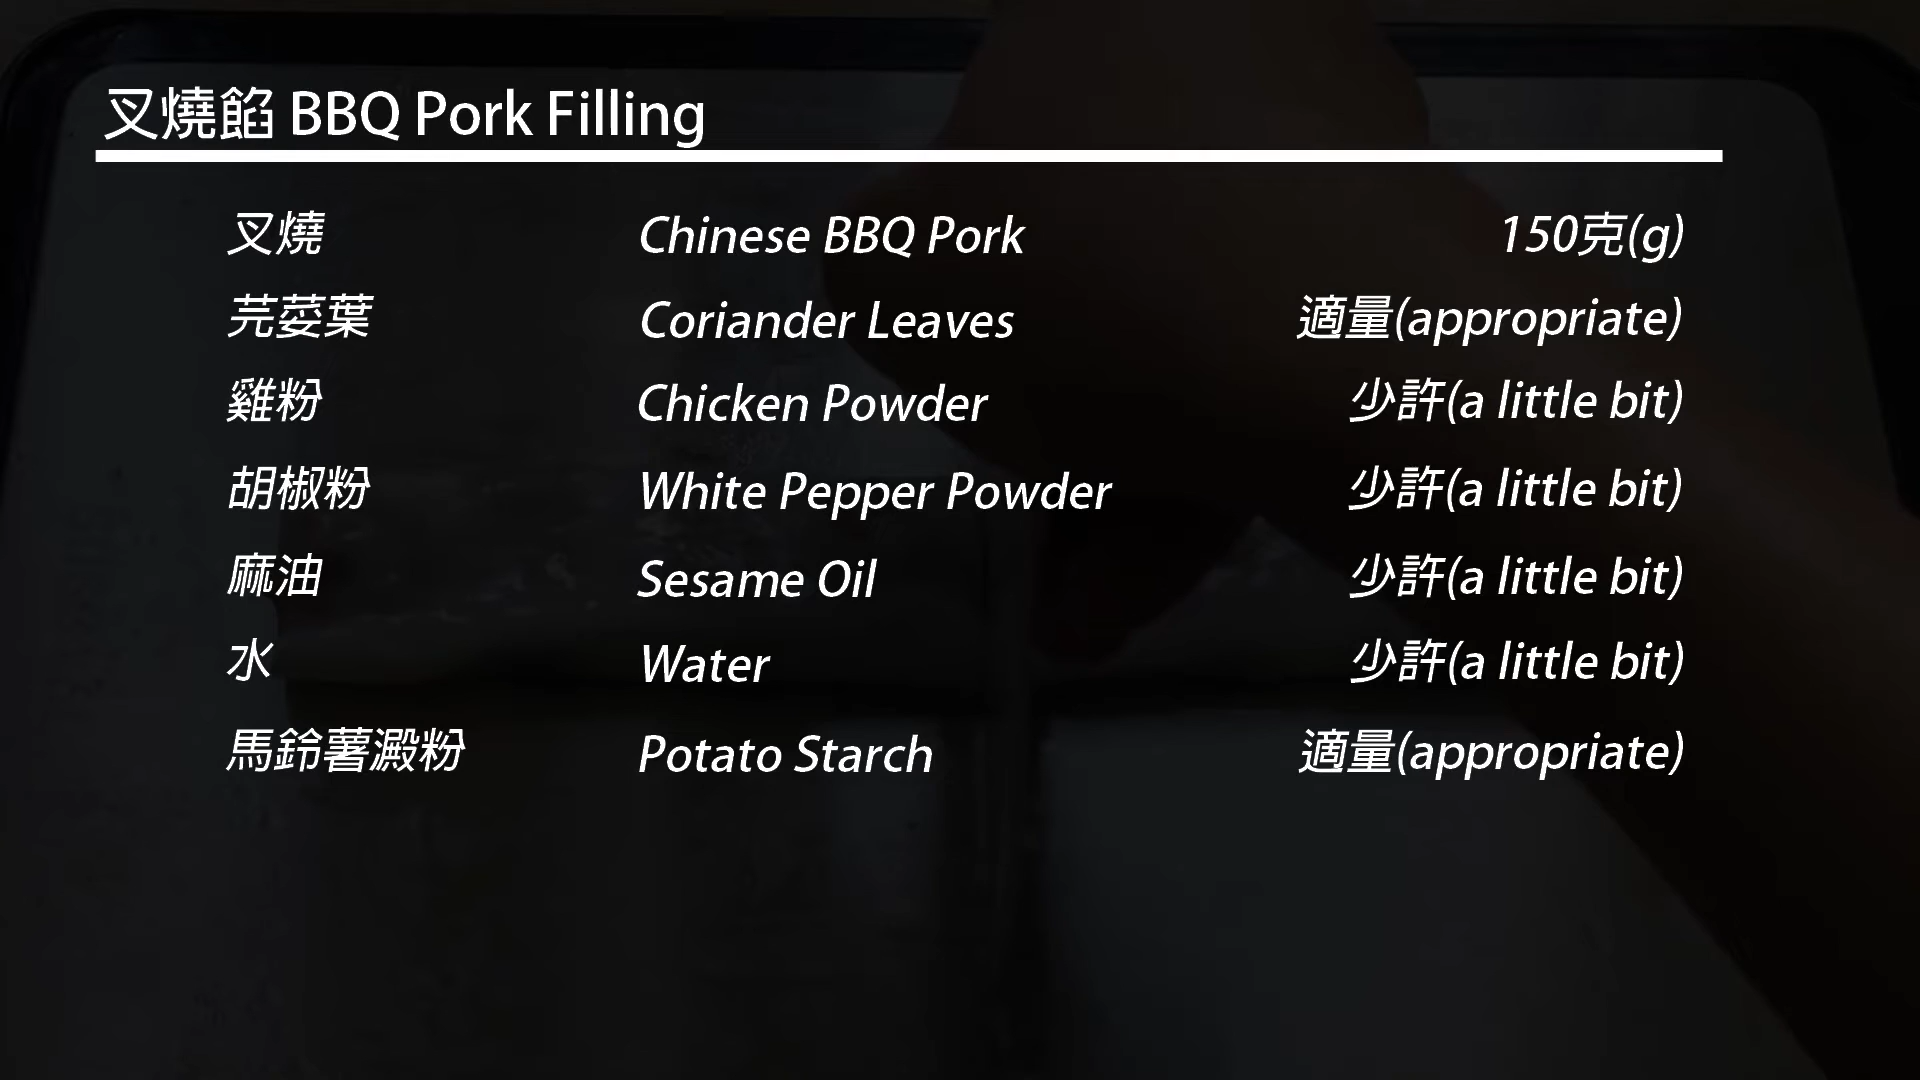 叉燒餡 BBQ Pork Filling
叉燒 Chinese BBQ Pork 150克(g)
芫荽葉 Coriander Leaves 適量(appropriate)
雞粉 Chicken Powder 少許(a little bit)
胡椒粉 White Pepper Powder 少許(a little bit)
麻油 Sesame Oil 少許(a little bit)
水 Water 少許(a little bit)
馬鈴薯澱粉 Potato Starch 適量(appropriate)